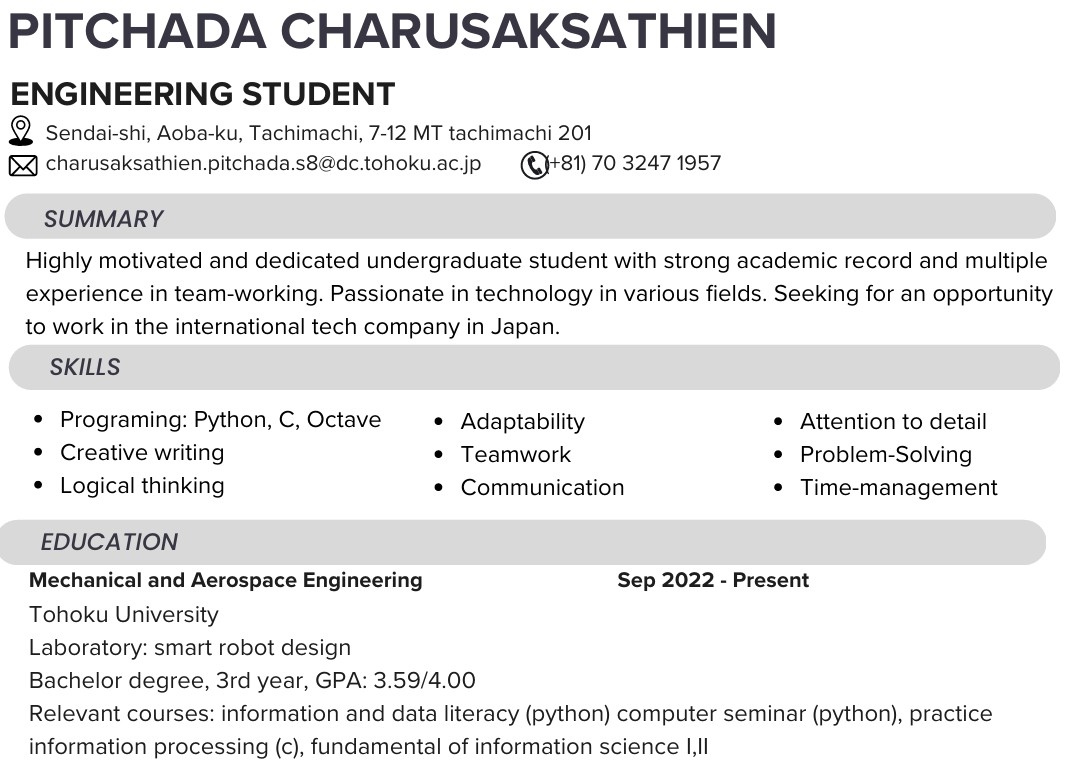 PITCHADA CHARUSAKSATHIEN
ENGINEERING STUDENT
Sendai-shi, Aoba-ku, Tachimachi, 7-12 MT tachimachi 201
charusaksathien.pitchada.s8@dc.tohoku.ac.jp (+81) 70 3247 1957
SUMMARY
Highly motivated and dedicated undergraduate student with strong academic record and multiple
experience in team-working. Passionate in technology in various fields. Seeking for an opportunity
to work in the international tech company in Japan.
SKILLS
• Programing: Python, C, Octave
• Creative writing
• Logical thinking
• Adaptability
• Teamwork
• Communication
• Attention to detail
• Problem-Solving
• Time-management
EDUCATION
Mechanical and Aerospace Engineering Sep 2022 - Present
Tohoku University
Laboratory: smart robot design
Bachelor degree, 3rd year, GPA: 3.59/4.00
Relevant courses: information and data literacy (python) computer seminar (python), practice
information processing (c), fundamental of information science I,II